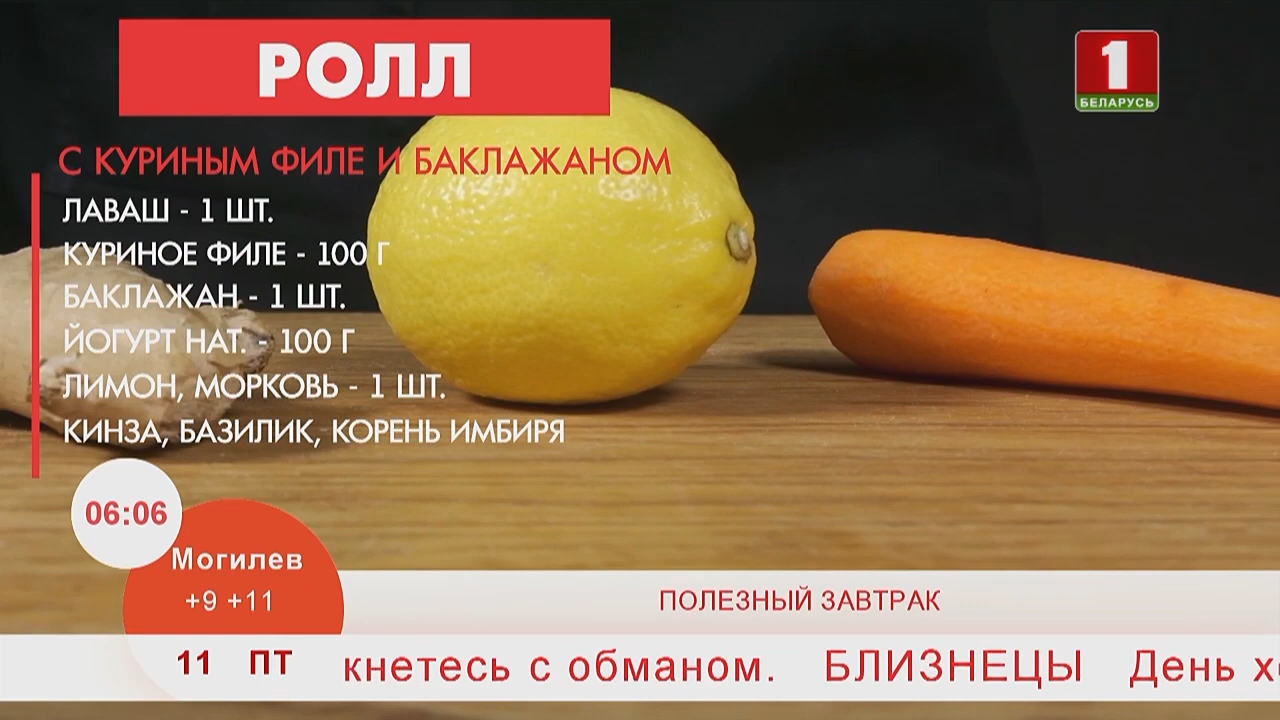 РОЛЛ
1
БЕЛАРУСЬ
С КУРИНЫМ ФИЛЕ И БАКЛАЖАНОМ
ЛАВАШ - 1 ШТ.
КУРИНОЕ ФИЛЕ - 100 Г
БАКЛАЖАН - 1 ШТ.
ЙОГУРТ НАТ. - 100 Г
ЛИМОН, МОРКОВЬ - 1 ШТ.
КИНЗА, БАЗИЛИК, КОРЕНЬ ИМБИРЯ
06:06
Могилев
+9 +11
ПОЛЕЗНЫЙ ЗАВТРАК
11 ПТ кнетесь с обманом. БЛИЗНЕЦЫ День